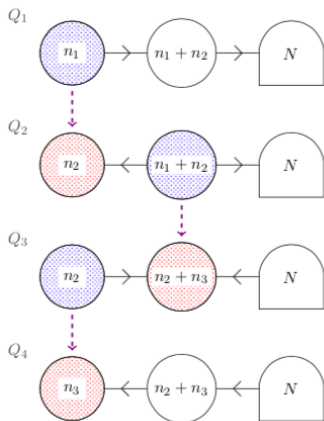 Q₁
n₁ n₁ + n₂ N
Q₂
n₂ n₁ + n₂ N
Q₃
n₂ n₂ + n₃ N
Q₄
n₃ n₂ + n₃ N